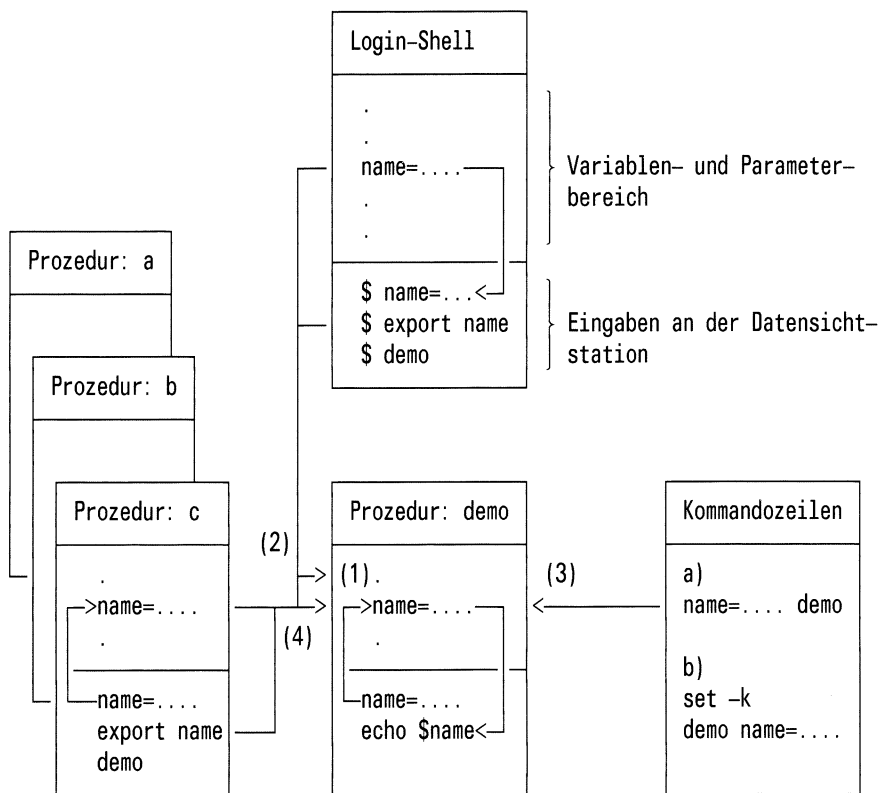 Login–Shell
.
.
name=....
.
.
Variablen– und Parameter–
bereich
$ name=...<
$ export name
$ demo
Eingaben an der Datensicht–
station
Prozedur: a
Prozedur: b
Prozedur: c
.
>name=....
.
name=....
export name
demo
(2)
(4)
Prozedur: demo
(1) .
>name=....
.
name=....
echo $name<
(3)
Kommandozeilen
a)
name=.... demo
b)
set –k
demo name=....